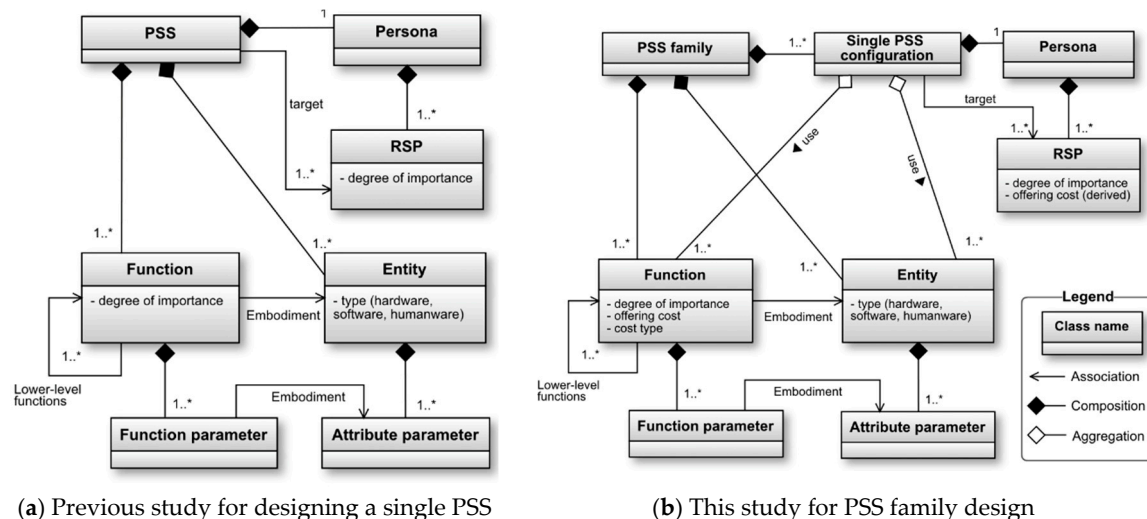 PSS
1
Persona
target
1..*
1..*
RSP
- degree of importance
1..*
1..*
Function
- degree of importance
Embodiment
Entity
- type (hardware,
software, humanware)
1..*
Lower-level
functions
1..*
Embodiment
1..*
Function parameter
Attribute parameter
(a) Previous study for designing a single PSS
PSS family
1..*
Single PSS
configuration
1
Persona
target
1..*
1..*
RSP
- degree of importance
- offering cost (derived)
use
use
1..*
1..*
1..*
1..*
Function
- degree of importance
- offering cost
- cost type
Embodiment
Entity
- type (hardware,
software, humanware)
1..*
Lower-level
functions
1..*
Embodiment
1..*
Function parameter
Attribute parameter
Legend
Class name
Association
Composition
Aggregation
(b) This study for PSS family design